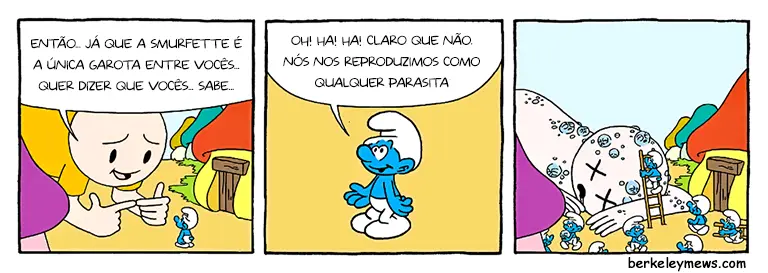 ENTÃO... JÁ QUE A SMURFETTE É
A ÚNICA GAROTA ENTRE VOCÊS...
QUER DIZER QUE VOCÊS... SABE...
OH! HA! HA! CLARO QUE NÃO.
NÓS NOS REPRODUZIMOS COMO
QUALQUER PARASITA
berkeleymews.com